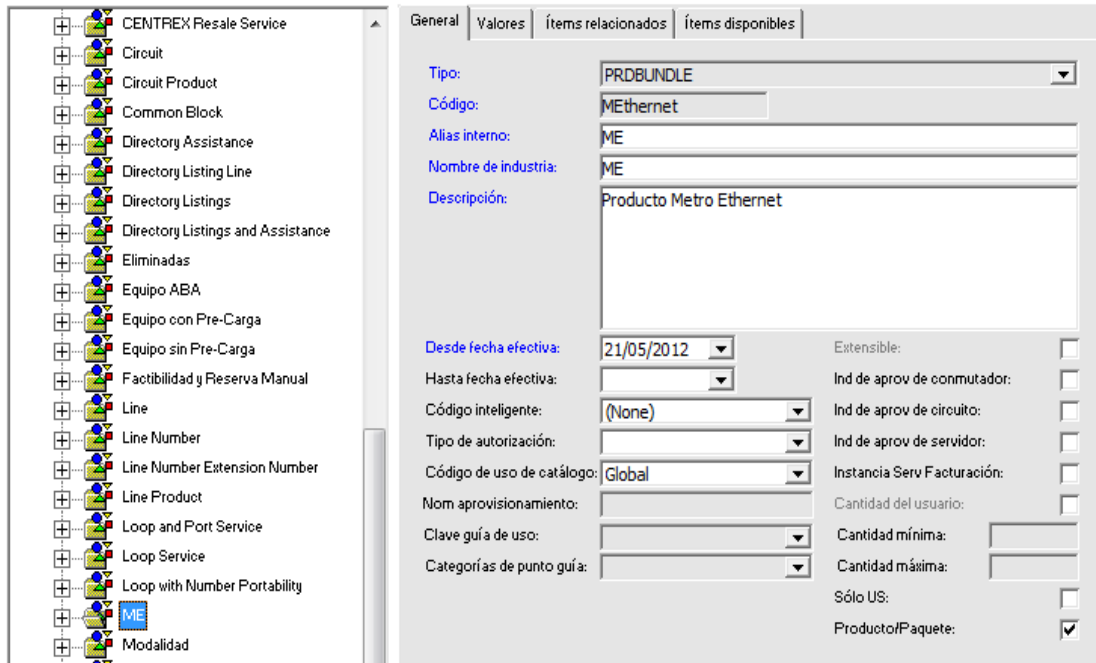 CENTREX Resale Service
Circuit
Circuit Product
Common Block
Directory Assistance
Directory Listing Line
Directory Listings
Directory Listings and Assistance
Eliminadas
Equipo ABA
Equipo con Pre-Carga
Equipo sin Pre-Carga
Factibilidad y Reserva Manual
Line
Line Number
Line Number Extension Number
Line Product
Loop and Port Service
Loop Service
Loop with Number Portability
ME
Modalidad
General Valores Ítems relacionados Ítems disponibles
Tipo: PRDBUNDLE
Código: MEthernet
Alias interno: ME
Nombre de industria: ME
Descripción: Producto Metro Ethernet
Desde fecha efectiva: 21/05/2012 Extensible:
Hasta fecha efectiva: Ind de aprov de conmutador:
Código inteligente: (None) Ind de aprov de circuito:
Tipo de autorización: Ind de aprov de servidor:
Código de uso de catálogo: Global Instancia Serv Facturación:
Nom aprovisionamiento: Cantidad del usuario:
Clave guía de uso: Cantidad mínima:
Categorías de punto guía: Cantidad máxima:
Sólo US:
Producto/Paquete: